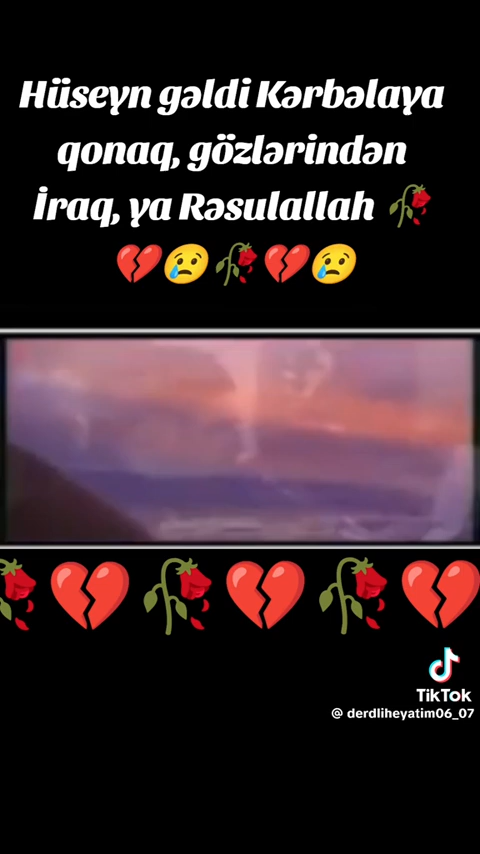 Hüseyn gəldi Kərbəlaya
qonaq, gözlərindən
İraq, ya Rəsulallah 🥀
💔😢🥀💔😢
🥀💔🥀💔🥀💔
TikTok
@ derdliheyatim06_07